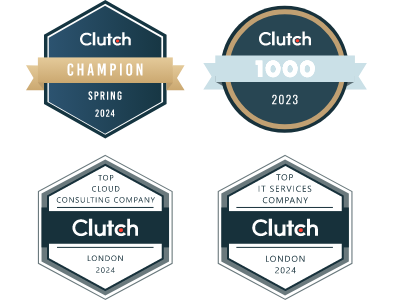 Clutch
CHAMPION
SPRING
2024
Clutch
1000
2023
TOP
CLOUD
CONSULTING COMPANY
Clutch
LONDON
2024
TOP
IT SERVICES
COMPANY
Clutch
LONDON
2024